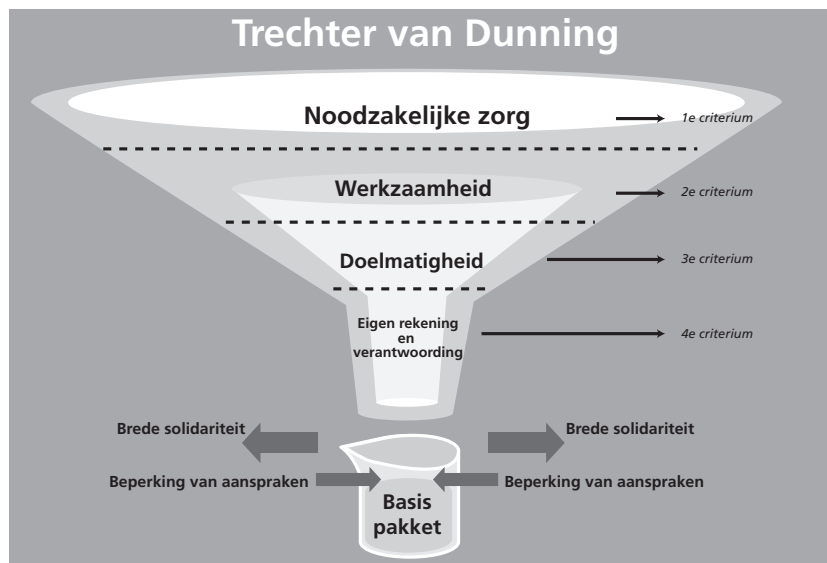 Trechter van Dunning
Noodzakelijke zorg
1e criterium
Werkzaamheid
2e criterium
Doelmatigheid
3e criterium
Eigen rekening
en
verantwoording
4e criterium
Brede solidariteit
Brede solidariteit
Beperking van aanspraken
Beperking van aanspraken
Basis
pakket